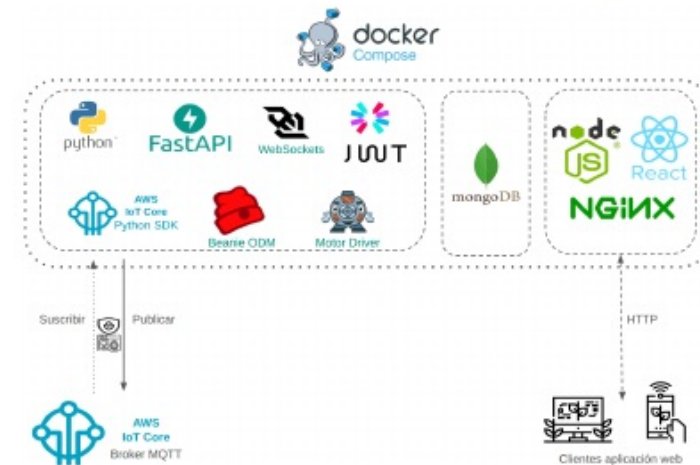 docker
Compose
python
FastAPI
WebSockets
JWT
AWS
IoT Core
Python SDK
Beanie ODM
Motor Driver
mongoDB
node
JS
React
NGINX
Suscribir
Publicar
HTTP
AWS
IoT Core
Broker MQTT
Clientes aplicación web